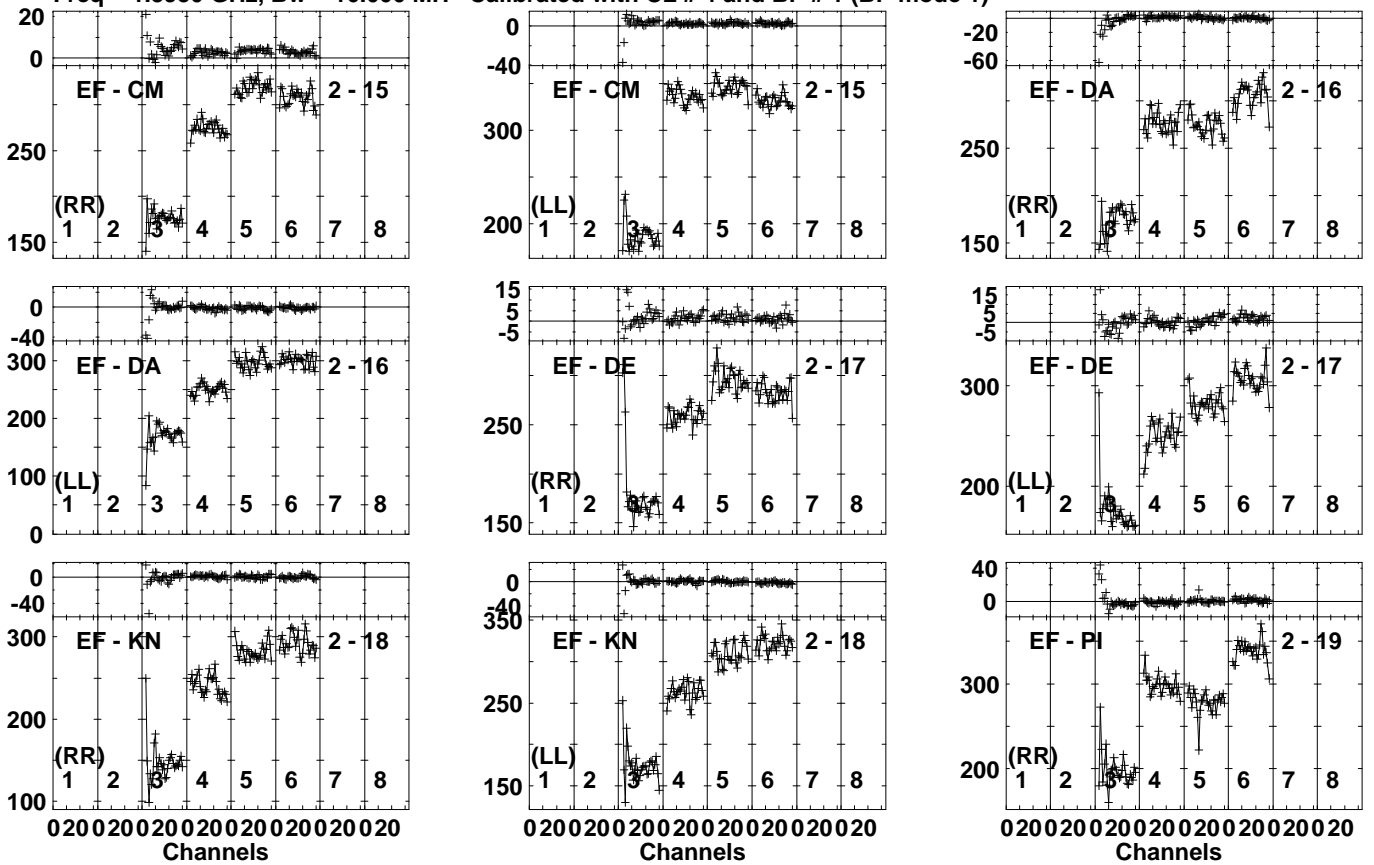 20
0
EF - CM 2 - 15
250
(RR)
1 2 3 4 5 6 7 8
150
0
-40
EF - CM 2 - 15
300
(LL)
200
1 2 3 4 5 6 7 8
-20
-60
EF - DA 2 - 16
250
(RR)
1 2 3 4 5 6 7 8
150
0
-40
300
EF - DA 2 - 16
200
100
(LL)
1 2 3 4 5 6 7 8
0
15
5
-5
EF - DE 2 - 17
250
(RR)
1 2 3 4 5 6 7 8
150
15
5
-5
EF - DE 2 - 17
300
(LL)
200
1 2 3 4 5 6 7 8
0
-40
300
EF - KN 2 - 18
200
(RR)
1 2 3 4 5 6 7 8
100
0
-40
350
EF - KN 2 - 18
250
(LL)
1 2 3 4 5 6 7 8
150
40
0
EF - PI 2 - 19
300
(RR)
200
1 2 3 4 5 6 7 8
0 20 0 20 0 20 0 20 0 20 0 20 0 20 0 20
Channels
0 20 0 20 0 20 0 20 0 20 0 20 0 20 0 20
Channels
0 20 0 20 0 20 0 20 0 20 0 20 0 20 0 20
Channels